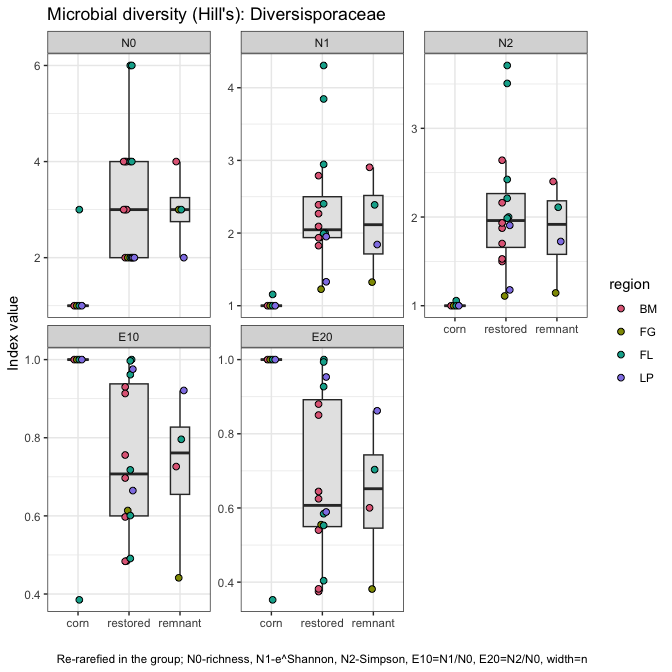 Microbial diversity (Hill's): Diversisporaceae
N0
N1
N2
6
4
2
4
3
2
1
3
2
1
corn
restored
remnant
Index value
E10
E20
1.0
0.8
0.6
0.4
1.0
0.8
0.6
0.4
corn
restored
remnant
corn
restored
remnant
region
BM
FG
FL
LP
Re-rarefied in the group; N0-richness, N1-e^Shannon, N2-Simpson, E10=N1/N0, E20=N2/N0, width=n